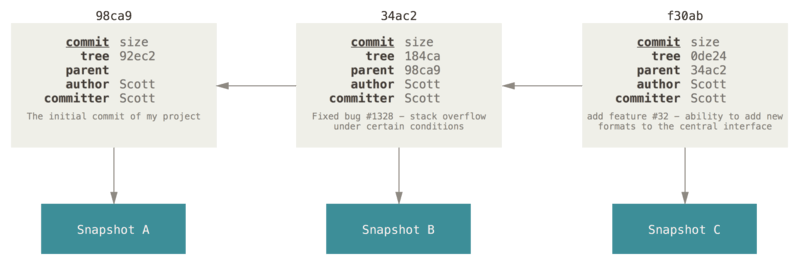 98ca9
commit size
tree 92ec2
parent
author Scott
committer Scott
The initial commit of my project
Snapshot A
34ac2
commit size
tree 184ca
parent 98ca9
author Scott
committer Scott
Fixed bug #1328 – stack overflow
under certain conditions
Snapshot B
f30ab
commit size
tree 0de24
parent 34ac2
author Scott
committer Scott
add feature #32 – ability to add new
formats to the central interface
Snapshot C